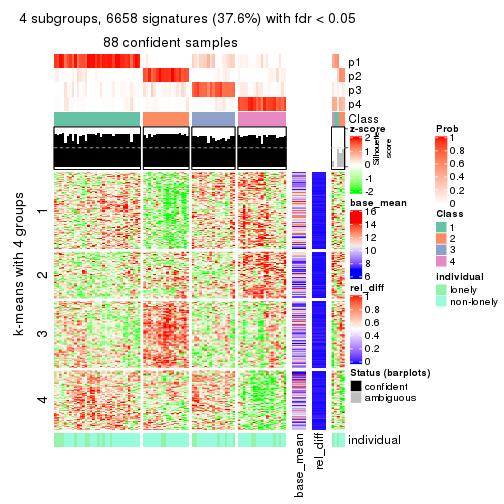 4 subgroups, 6658 signatures (37.6%) with fdr < 0.05
88 confident samples
p1
p2
p3
p4
Class
z-score
2
1
0
-1
-2
Silhouette
score
k-means with 4 groups
1
2
3
4
base_mean
16
14
12
10
8
6
rel_diff
1
0.8
0.6
0.4
0.2
0
Status (barplots)
confident
ambiguous
Prob
1
0.8
0.6
0.4
0.2
0
Class
1
2
3
4
individual
lonely
non-lonely
individual
base_mean
rel_diff